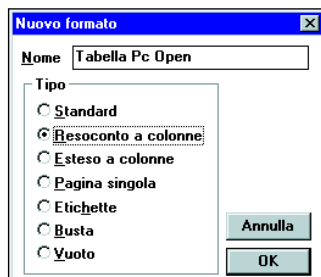 Nuovo formato
Nome Tabella Pc Open
Tipo
Standard
Resoconto a colonne
Esteso a colonne
Pagina singola
Etichette
Busta
Vuoto
Annulla
OK